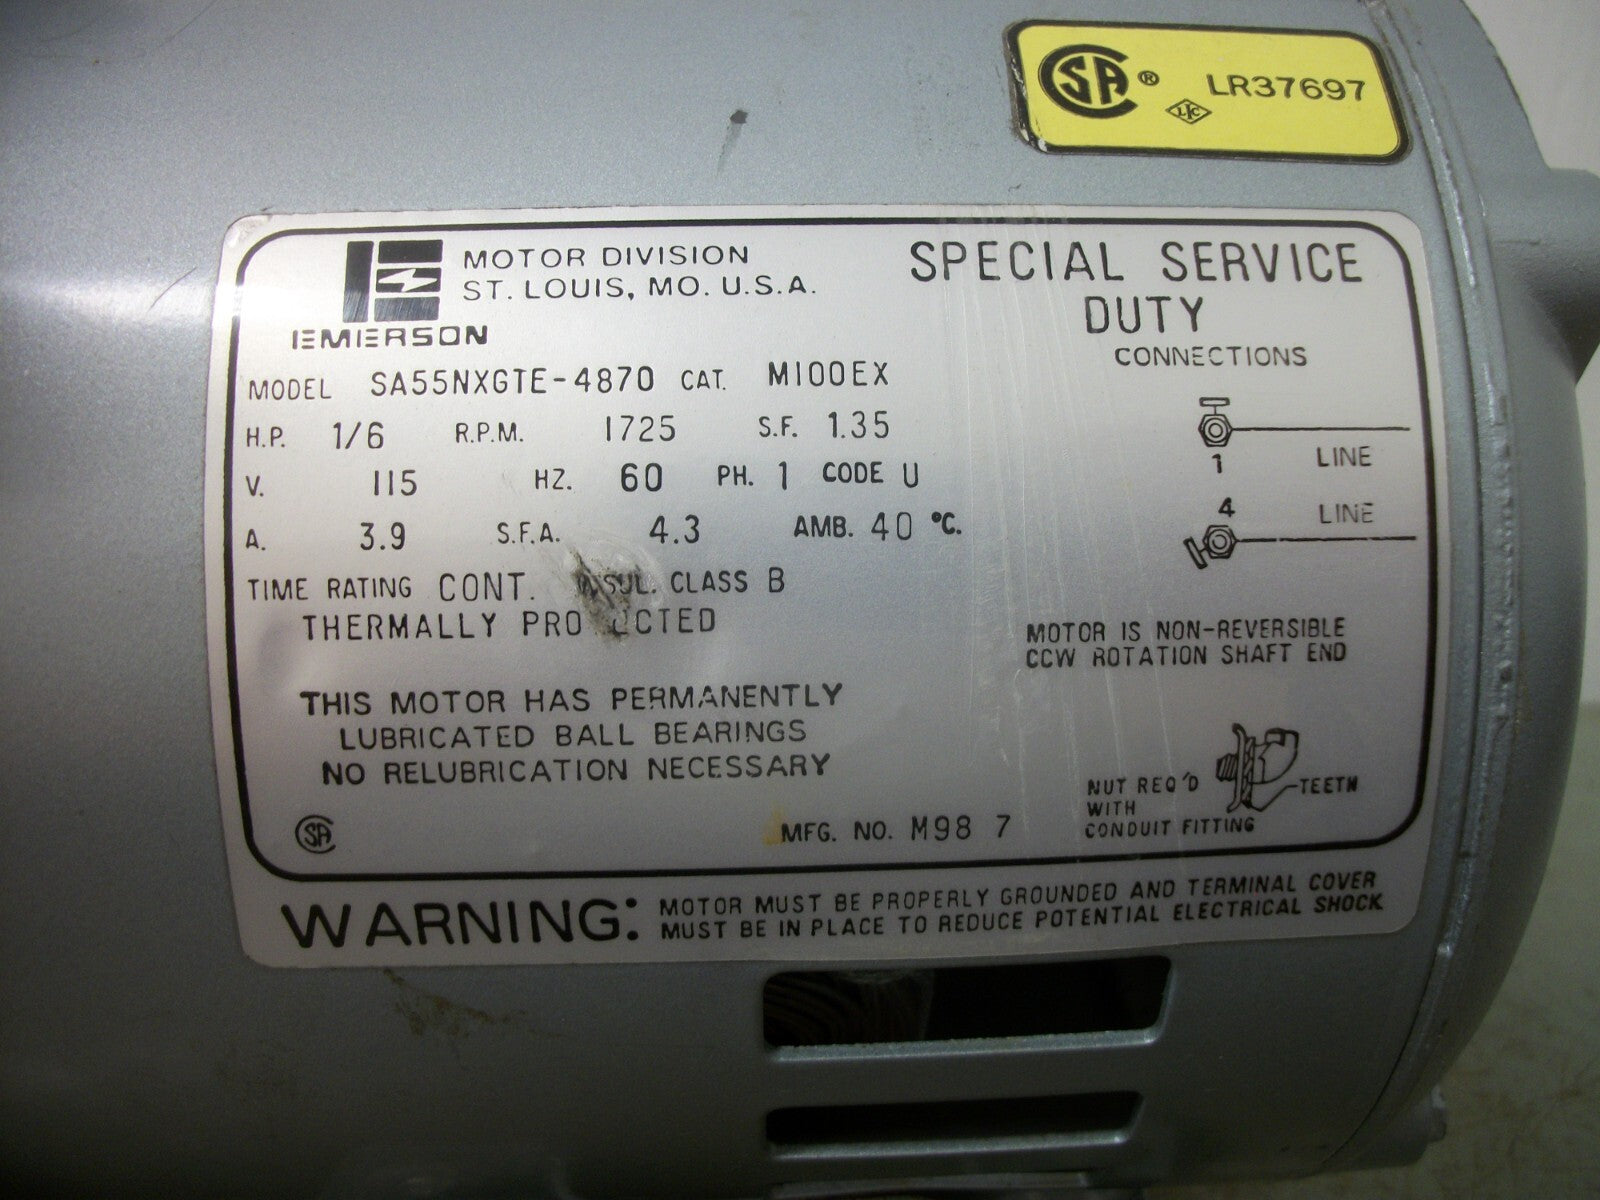 CSA ® LR37697
LTC
MOTOR DIVISION
ST. LOUIS, MO. U.S.A.
EMERSON
SPECIAL SERVICE
DUTY
CONNECTIONS
MODEL SA55NXGTE-4870 CAT. M100EX
H.P. 1/6 R.P.M. 1725 S.F. 1.35
V. 115 HZ. 60 PH. 1 CODE U
A. 3.9 S.F.A. 4.3 AMB. 40 °C.
TIME RATING CONT. CLASS B
THERMALLY
1 LINE
4 LINE
MOTOR IS NON-REVERSIBLE
CCW ROTATION SHAFT END
THIS MOTOR HAS PERMANENTLY
LUBRICATED BALL BEARINGS
NO RELUBRICATION NECESSARY
NUT REQ'D
WITH
CONDUIT FITTING
TEETH
CSA
MFG. NO. M98 7
WARNING: MOTOR MUST BE PROPERLY GROUNDED AND TERMINAL COVER
MUST BE IN PLACE TO REDUCE POTENTIAL ELECTRICAL SHOCK